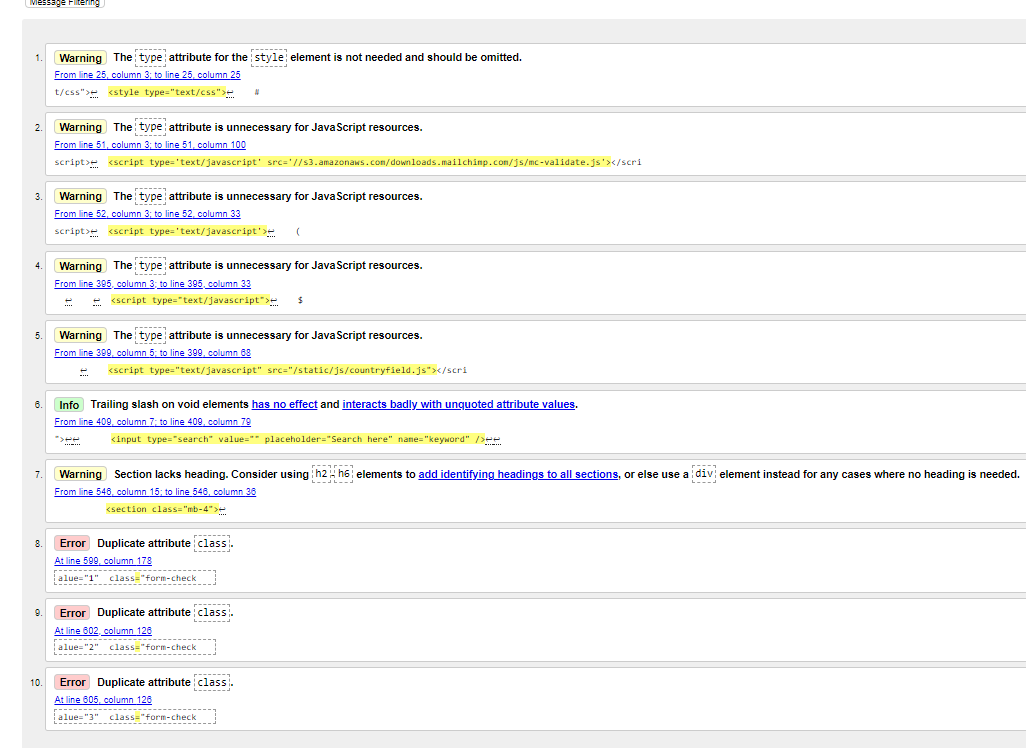 Message Filtering
1. Warning The type attribute for the style element is not needed and should be omitted.
From line 25, column 3; to line 25, column 25
t/css">↩ <style type="text/css">↩ #
2. Warning The type attribute is unnecessary for JavaScript resources.
From line 51, column 3; to line 51, column 100
script>↩ <script type='text/javascript' src='//s3.amazonaws.com/downloads.mailchimp.com/js/mc-validate.js'></scri
3. Warning The type attribute is unnecessary for JavaScript resources.
From line 52, column 3; to line 52, column 33
script>↩ <script type='text/javascript'>↩ (
4. Warning The type attribute is unnecessary for JavaScript resources.
From line 395, column 3; to line 395, column 33
↩ ↩ <script type="text/javascript">↩ $
5. Warning The type attribute is unnecessary for JavaScript resources.
From line 399, column 5; to line 399, column 68
↩ <script type="text/javascript" src="/static/js/countryfield.js"></scri
6. Info Trailing slash on void elements has no effect and interacts badly with unquoted attribute values.
From line 409, column 7; to line 409, column 79
">↩↩ <input type="search" value="" placeholder="Search here" name="keyword" />↩↩
7. Warning Section lacks heading. Consider using h2-h6 elements to add identifying headings to all sections, or else use a div element instead for any cases where no heading is needed.
From line 546, column 15; to line 546, column 36
<section class="mb-4">↩
8. Error Duplicate attribute class.
At line 599, column 178
alue="1" class="form-check
9. Error Duplicate attribute class.
At line 602, column 126
alue="2" class="form-check
10. Error Duplicate attribute class.
At line 605, column 126
alue="3" class="form-check